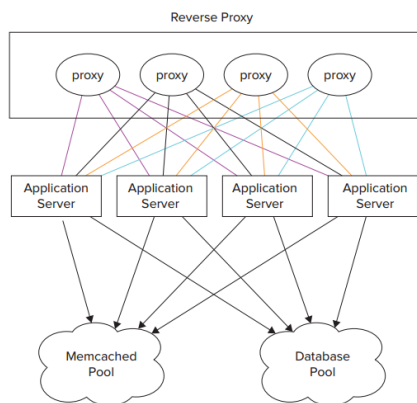 Reverse Proxy
proxy
proxy
proxy
proxy
Application
Server
Application
Server
Application
Server
Application
Server
Memcached
Pool
Database
Pool